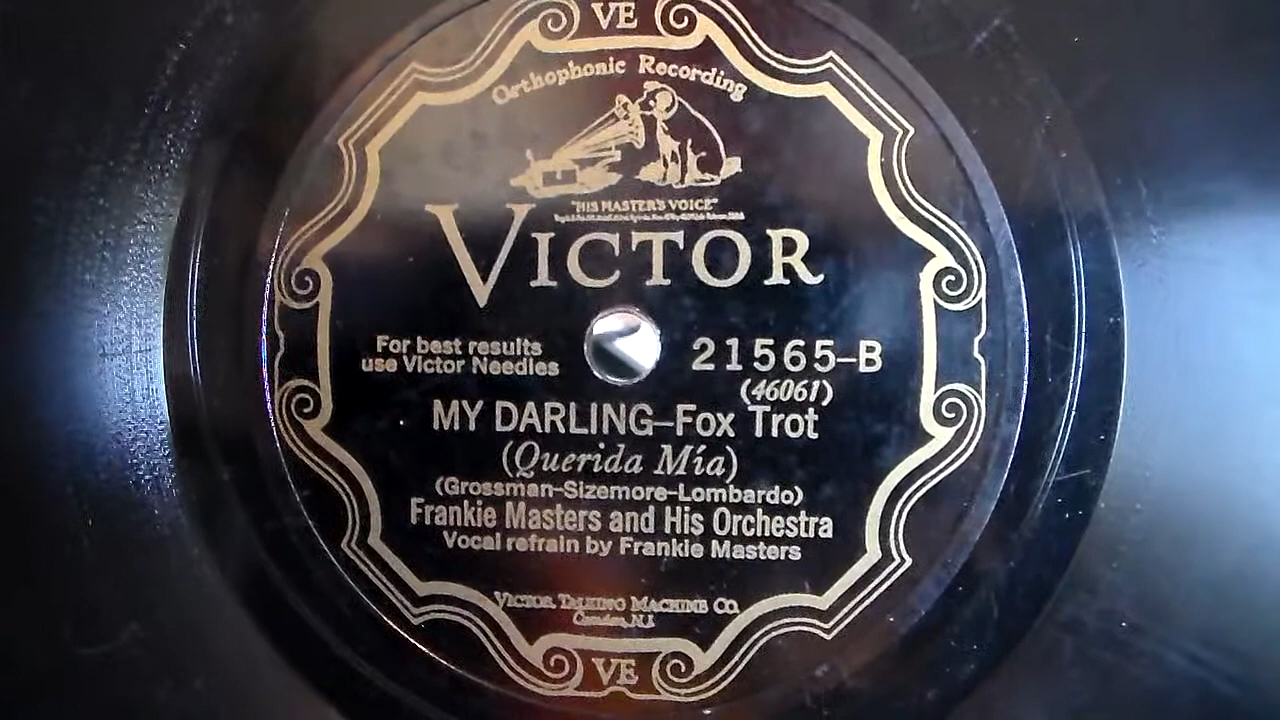 VE
Orthophonic Recording
"HIS MASTER'S VOICE"
VICTOR
For best results
use Victor Needles
21565-B
(46061)
MY DARLING-Fox Trot
(Querida Mía)
(Grossman-Sizemore-Lombardo)
Frankie Masters and His Orchestra
Vocal refrain by Frankie Masters
VICTOR TALKING MACHINE CO.
Camden, N.J.
VE